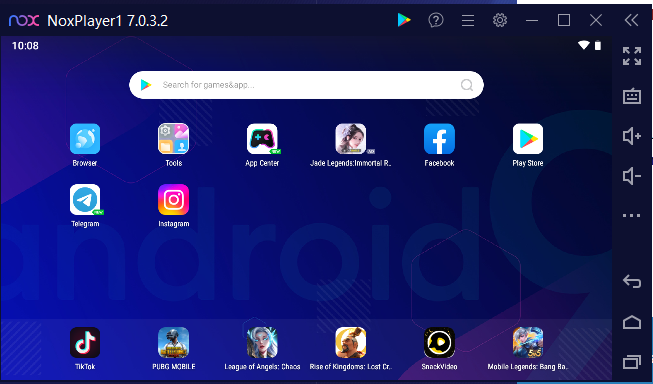 nox NoxPlayer1 7.0.3.2
10:08
Search for games&app...
Browser
Tools
App Center
Jade Legends:Immortal R..
Facebook
Play Store
Telegram
Instagram
android 9
TikTok
PUBG MOBILE
League of Angels: Chaos
Rise of Kingdoms: Lost Cr..
SnackVideo
Mobile Legends: Bang Ba..